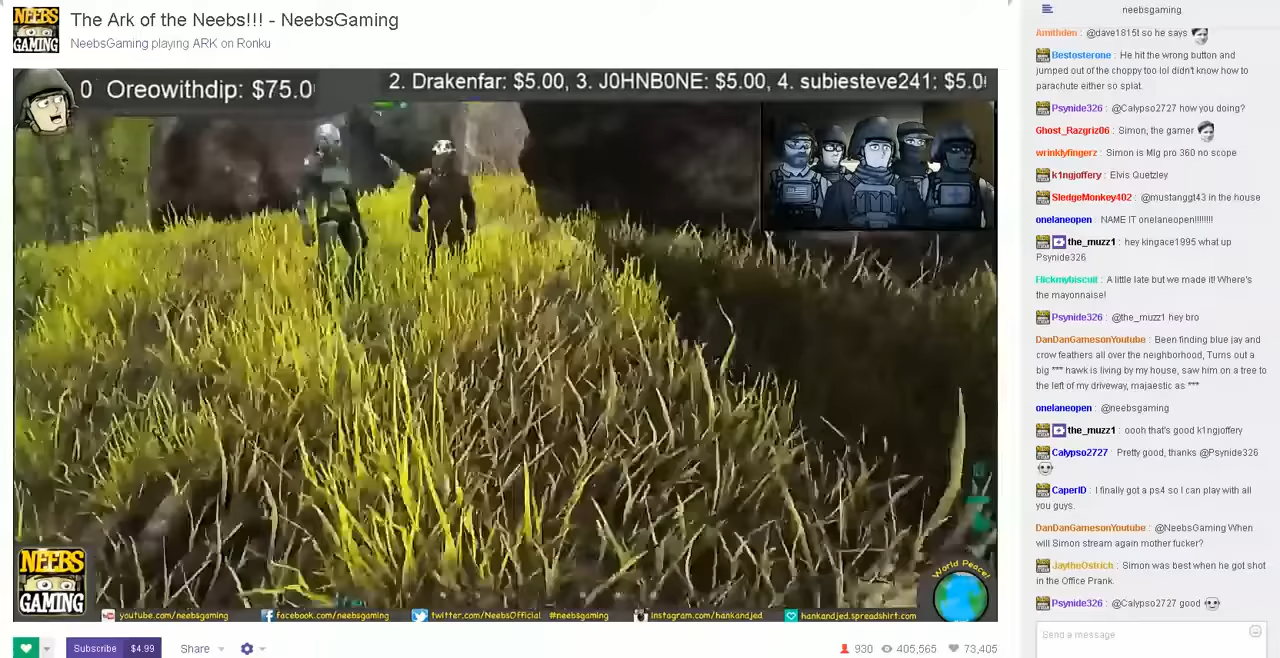 NEEBS
GAMING
The Ark of the Neebs!!! - NeebsGaming
NeebsGaming playing ARK on Ronku
0 Oreowithdip: $75.0
2. Drakenfar: $5.00, 3. J0HNB0NE: $5.00, 4. subiesteve241: $5.0
NEEBS
GAMING
World Peace!
youtube.com/neebsgaming
facebook.com/neebsgaming
twitter.com/NeebsOfficial #neebsgaming
instagram.com/hankandjed
hankandjed.spreadshirt.com
Subscribe $4.99
Share
930 405,565 73,405
neebsgaming
Amithden : @dave1815t so he says
Bestosterone : He hit the wrong button and
jumped out of the choppy too lol didn't know how to
parachute either so splat.
Psynide326 : @Calypso2727 how you doing?
Ghost_Razgriz06 : Simon, the gamer
wrinklyfingerz : Simon is Mlg pro 360 no scope
k1ngjoffery : Elvis Quetzley
SledgeMonkey402 : @mustanggt43 in the house
onelaneopen : NAME IT onelaneopen!!!!!!!!
the_muzz1 : hey kingace1995 what up
Psynide326
Flickmybiscuit : A little late but we made it! Where's
the mayonnaise!
Psynide326 : @the_muzz1 hey bro
DanDanGamesonYoutube : Been finding blue jay and
crow feathers all over the neighborhood, Turns out a
big *** hawk is living by my house, saw him on a tree to
the left of my driveway, majaestic as ***
onelaneopen : @neebsgaming
the_muzz1 : oooh that's good k1ngjoffery
Calypso2727 : Pretty good, thanks @Psynide326
CaperID : I finally got a ps4 so I can play with all
you guys.
DanDanGamesonYoutube : @NeebsGaming When
will Simon stream again mother fucker?
JaytheOstrich : Simon was best when he got shot
in the Office Prank.
Psynide326 : @Calypso2727 good
Send a message